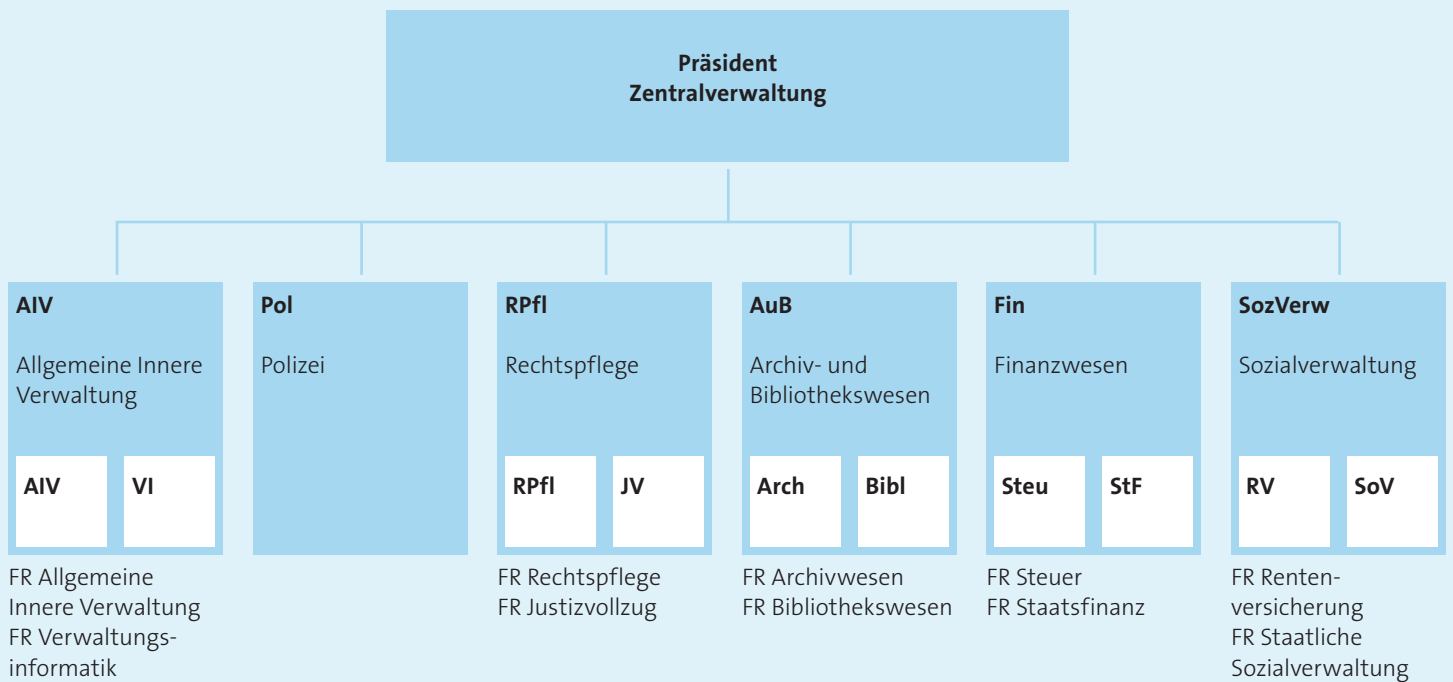 Präsident
Zentralverwaltung
AIV
Allgemeine Innere
Verwaltung
AIV
VI
FR Allgemeine
Innere Verwaltung
FR Verwaltungs-
informatik
Pol
Polizei
RPfl
Rechtspflege
RPfl
JV
FR Rechtspflege
FR Justizvollzug
AuB
Archiv- und
Bibliothekswesen
Arch
Bibl
FR Archivwesen
FR Bibliothekswesen
Fin
Finanzwesen
Steu
StF
FR Steuer
FR Staatsfinanz
SozVerw
Sozialverwaltung
RV
SoV
FR Renten-
versicherung
FR Staatliche
Sozialverwaltung